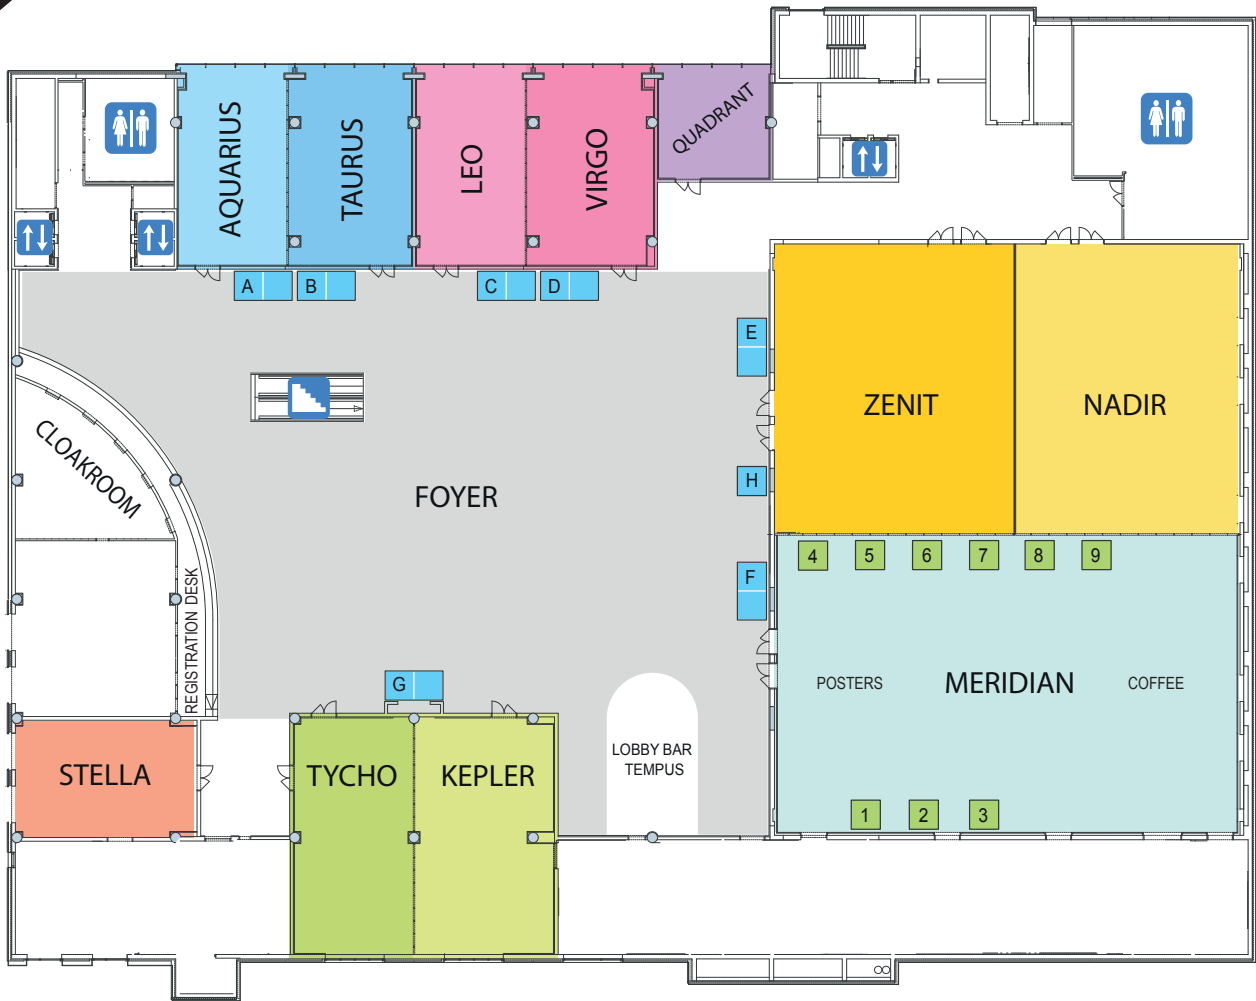 AQUARIUS
TAURUS
LEO
VIRGO
QUADRANT
A
B
C
D
E
ZENIT
NADIR
CLOAKROOM
FOYER
H
4
5
6
7
8
9
F
REGISTRATION DESK
G
POSTERS
MERIDIAN
COFFEE
STELLA
TYCHO
KEPLER
LOBBY BAR
TEMPUS
1
2
3